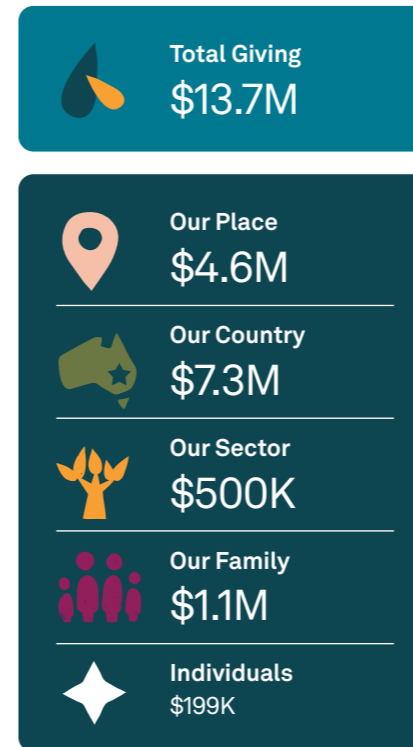 Total Giving
$13.7M
Our Place
$4.6M
Our Country
$7.3M
Our Sector
$500K
Our Family
$1.1M
Individuals
$199K